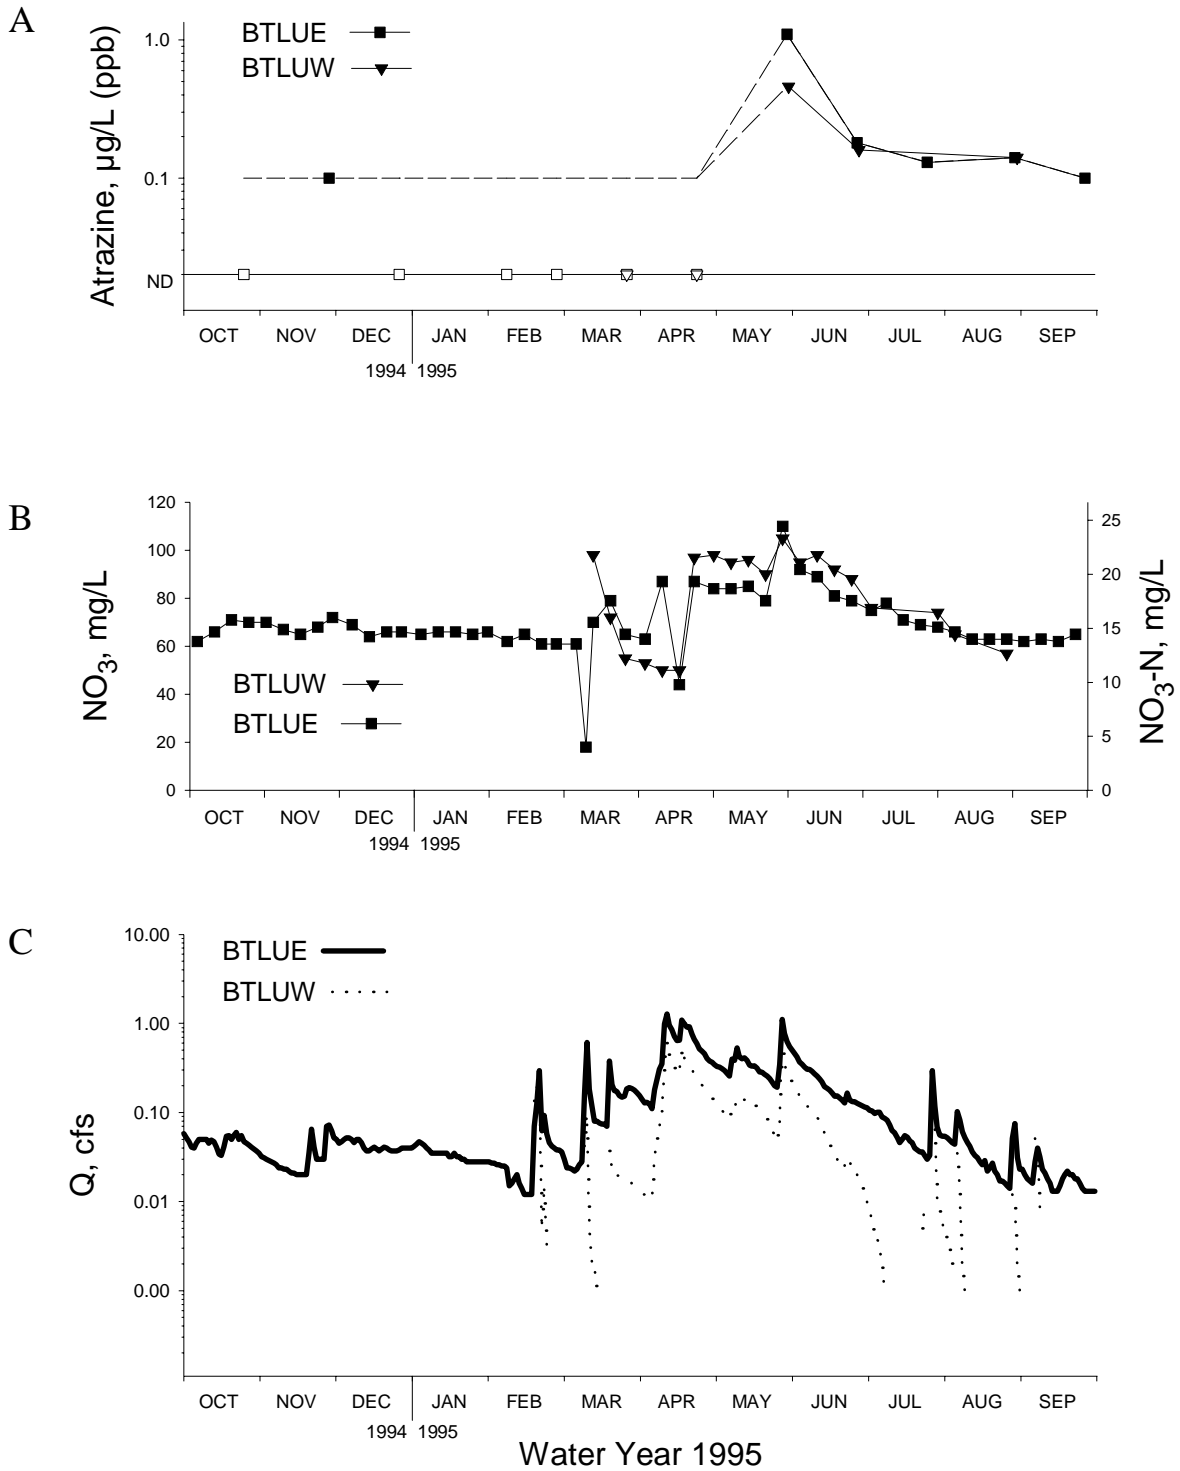 A
BTLUE
BTLUW
Atrazine, µg/L (ppb)
1.0
0.1
ND
OCT NOV DEC JAN FEB MAR APR MAY JUN JUL AUG SEP
1994 1995
B
NO3, mg/L
NO3-N, mg/L
120
100
80
60
40
20
0
25
20
15
10
5
0
BTLUW
BTLUE
OCT NOV DEC JAN FEB MAR APR MAY JUN JUL AUG SEP
1994 1995
C
BTLUE
BTLUW
Q, cfs
10.00
1.00
0.10
0.01
0.00
OCT NOV DEC JAN FEB MAR APR MAY JUN JUL AUG SEP
1994 1995
Water Year 1995